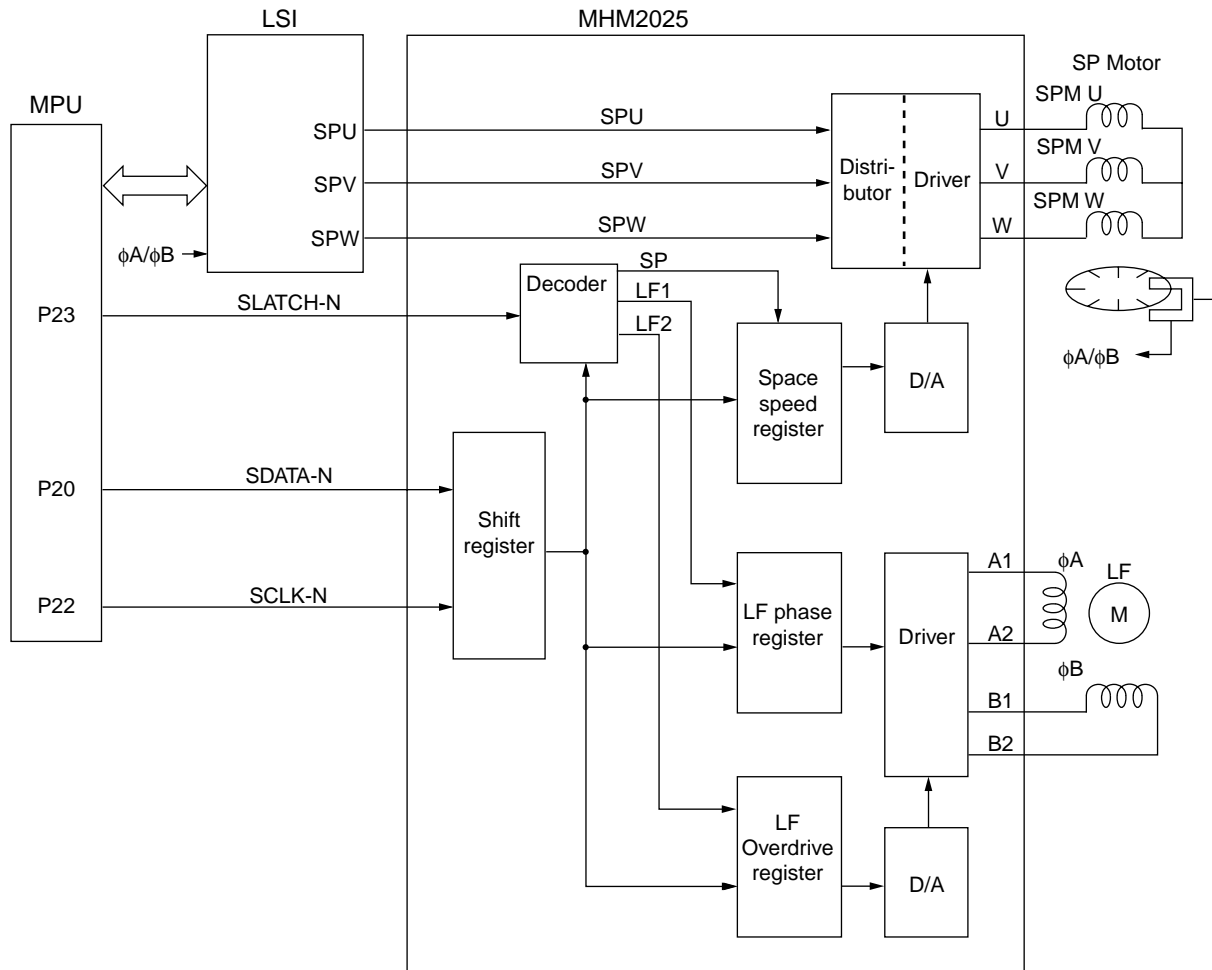 LSI
MHM2025
SP Motor
MPU
SPM U
SPU
SPU
U
SPM V
SPV
SPV
Distri-
butor
Driver
V
SPM W
SPW
SPW
W
ϕA/ϕB
SP
Decoder
LF1
P23
SLATCH-N
LF2
ϕA/ϕB
Space
speed
register
D/A
P20
SDATA-N
Shift
register
A1
ϕA
LF
P22
SCLK-N
LF phase
register
Driver
M
A2
ϕB
B1
B2
LF
Overdrive
register
D/A